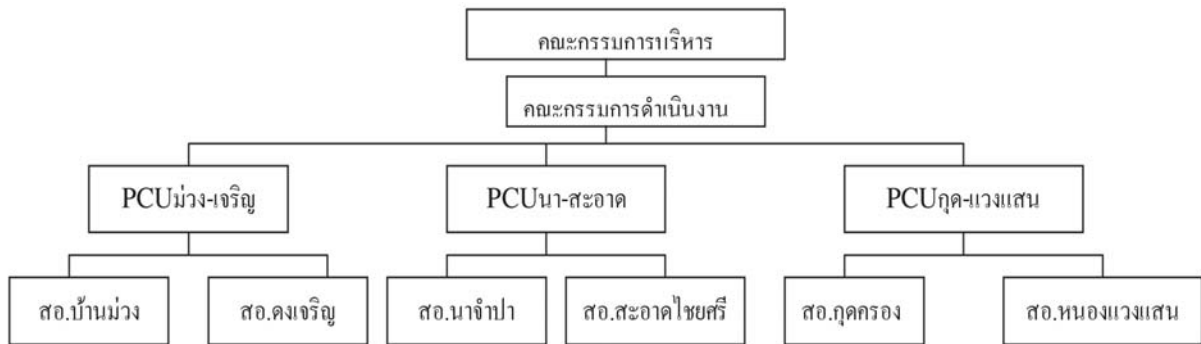 คณะกรรมการบริหาร
คณะกรรมการดำเนินงาน
PCUม่วง-เจริญ PCUนา-สะอาด PCUกุด-แวงแสน
สอ.บ้านม่วง สอ.ดงเจริญ สอ.นาจำปา สอ.สะอาดไชยศรี สอ.กุดครอง สอ.หนองแวงแสน